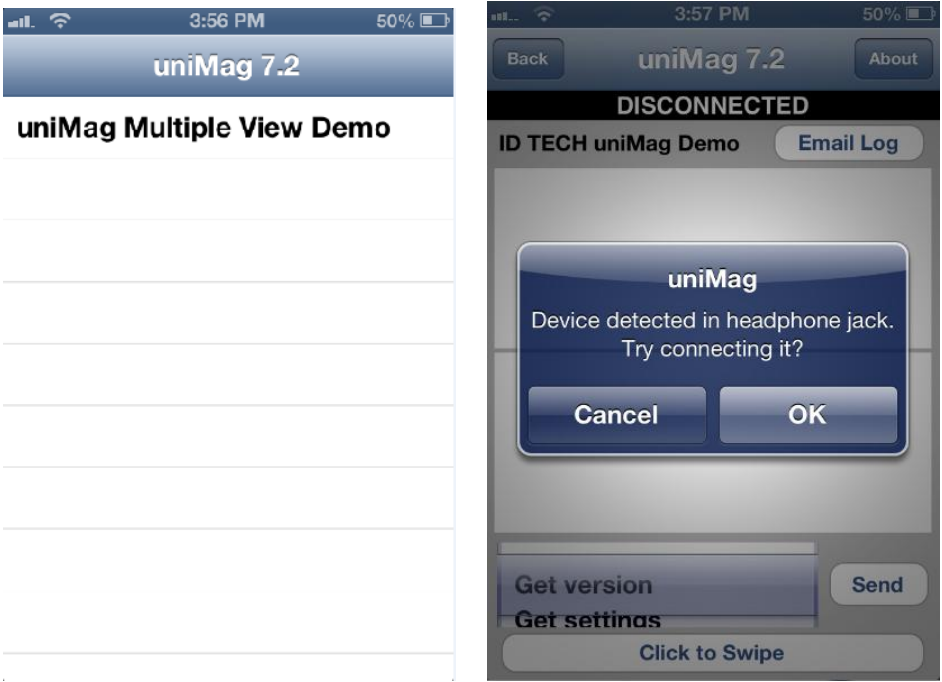 3:56 PM
50%
uniMag 7.2
uniMag Multiple View Demo
3:57 PM
50%
Back
uniMag 7.2
About
DISCONNECTED
ID TECH uniMag Demo
Email Log
uniMag
Device detected in headphone jack.
Try connecting it?
Cancel
OK
Get version
Send
Get settings
Click to Swipe